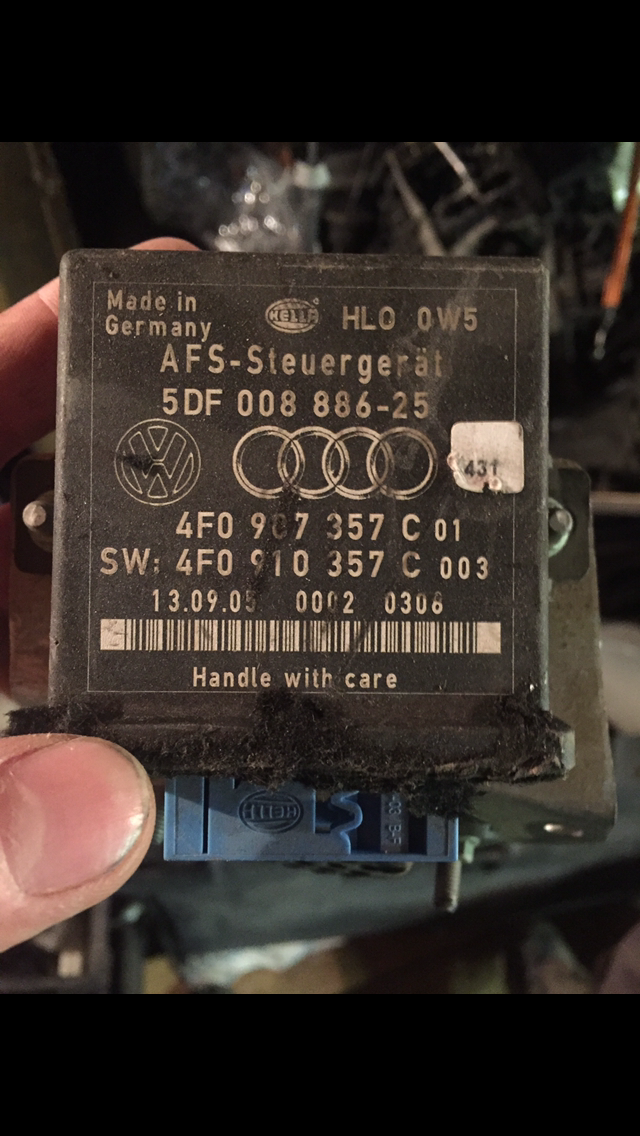 Made in
Germany
HELLA
HLO 0W5
AFS-Steuergerät
5DF 008 886-25
431
4F0 907 357 C 01
SW: 4F0 910 357 C 003
13.09.05 0002 0306
Handle with care
HELLA